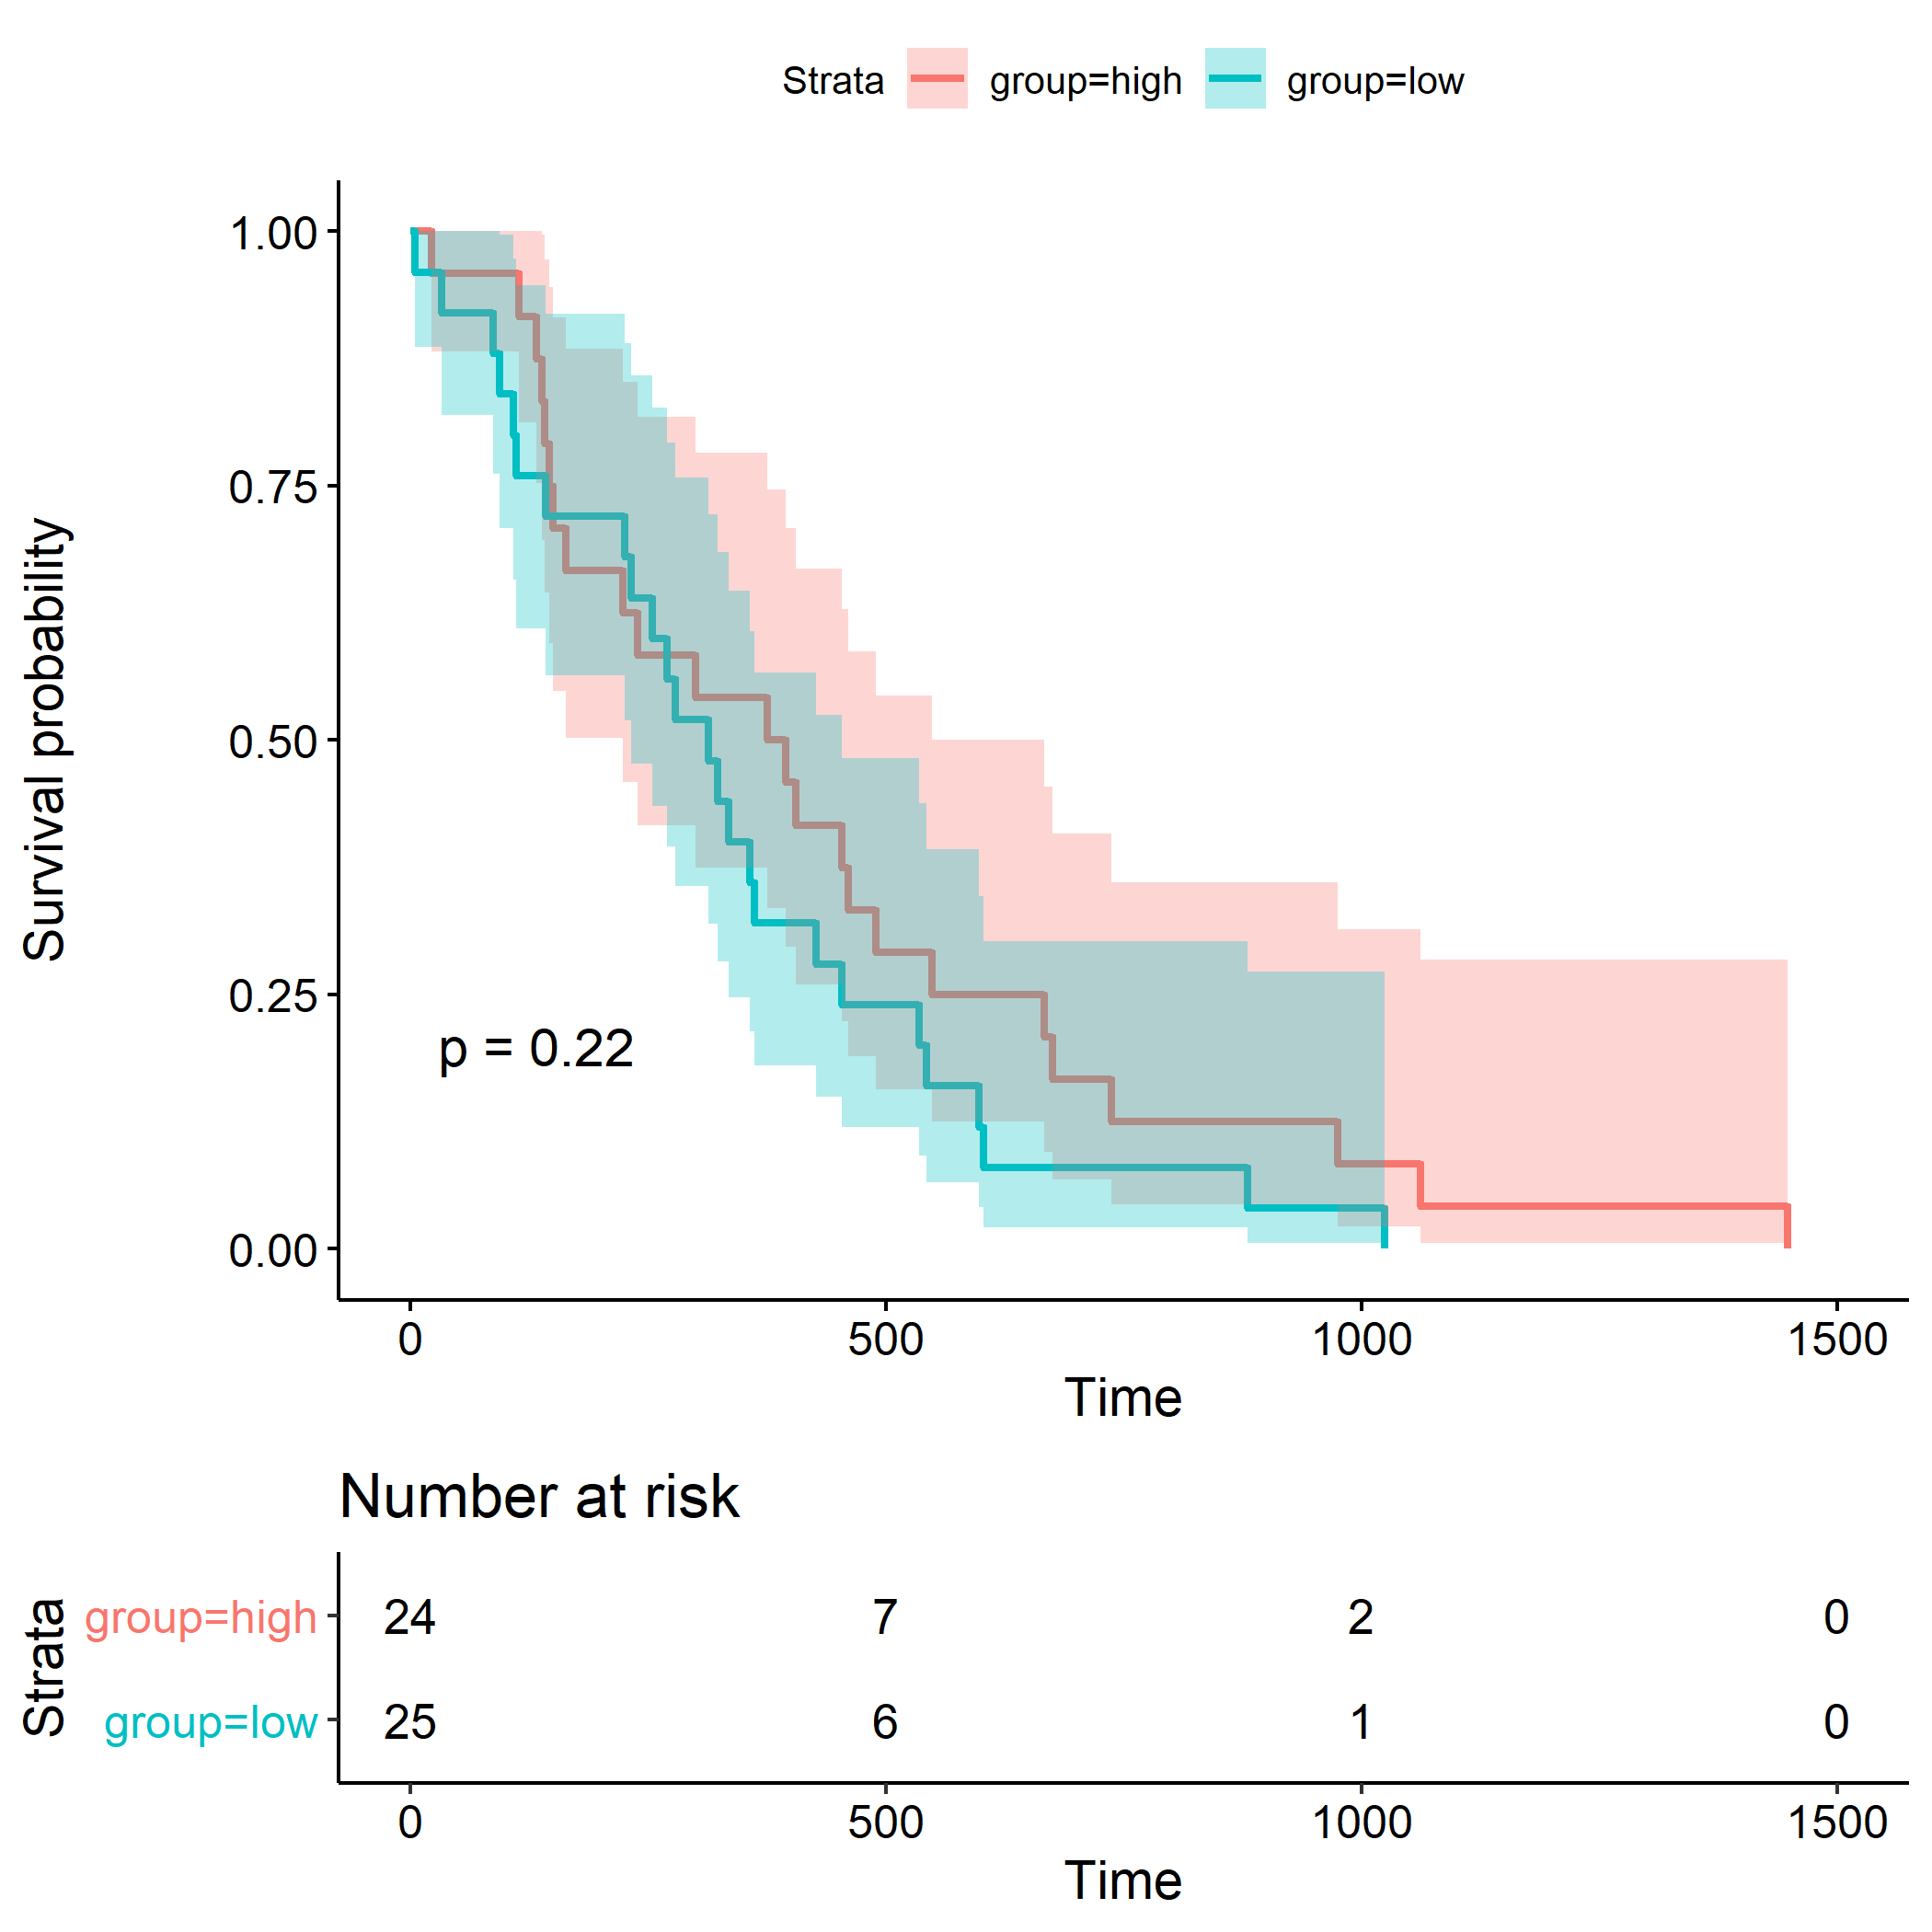 Strata group=high group=low
Survival probability
1.00
0.75
0.50
0.25
0.00
p = 0.22
0 500 1000 1500
Time
Number at risk
Strata
group=high 24 7 2 0
group=low 25 6 1 0
0 500 1000 1500
Time